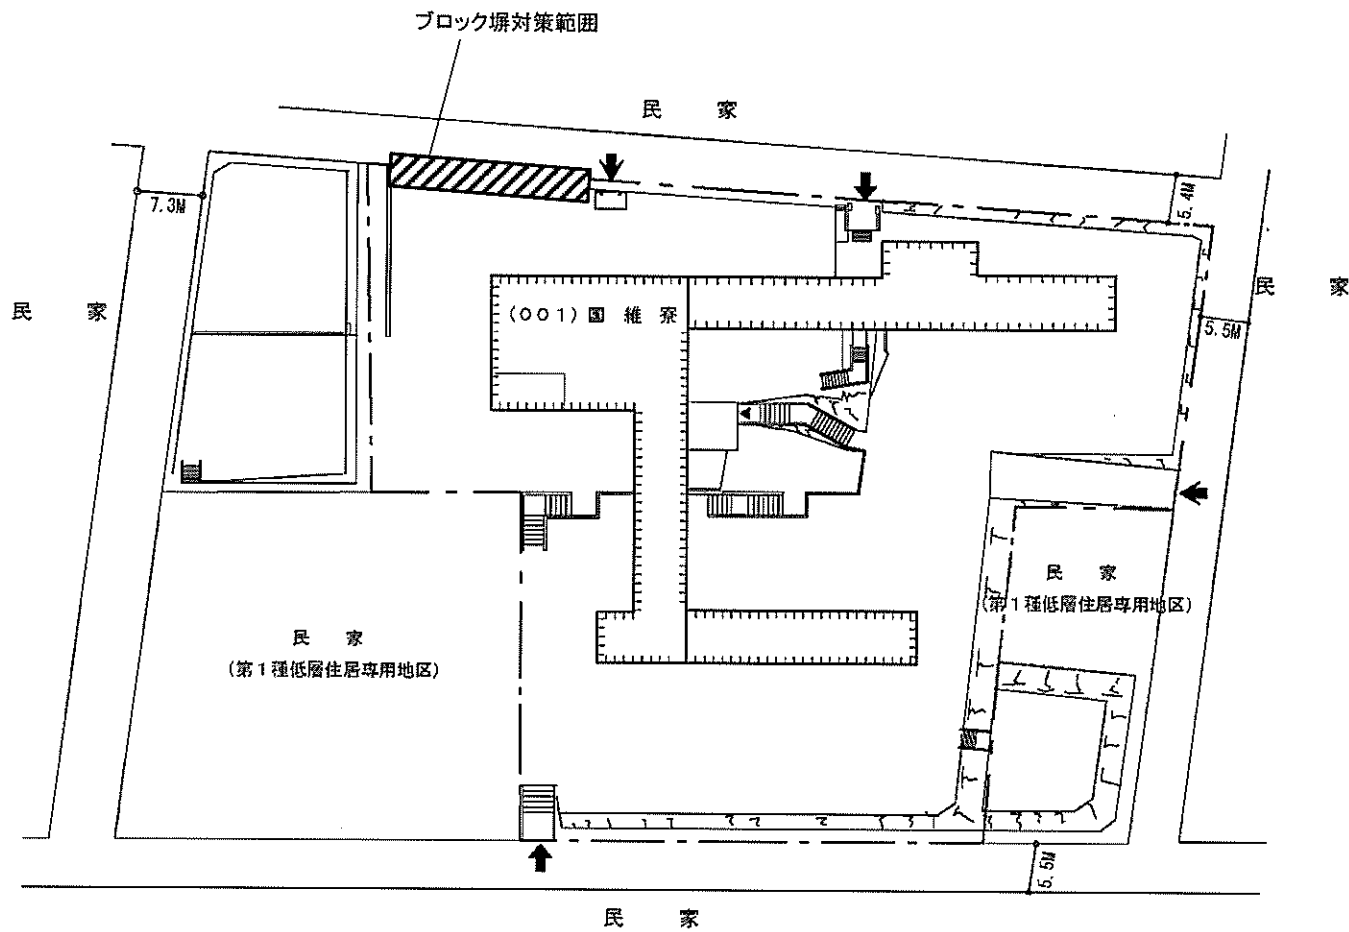 ブロック塀対策範囲
民 家
7.3M
5.4M
民 家
民 家
(001)国 維 寮
5.5M
民 家
(第1種低層住居専用地区)
民 家
(第1種低層住居専用地区)
5.5M
民 家